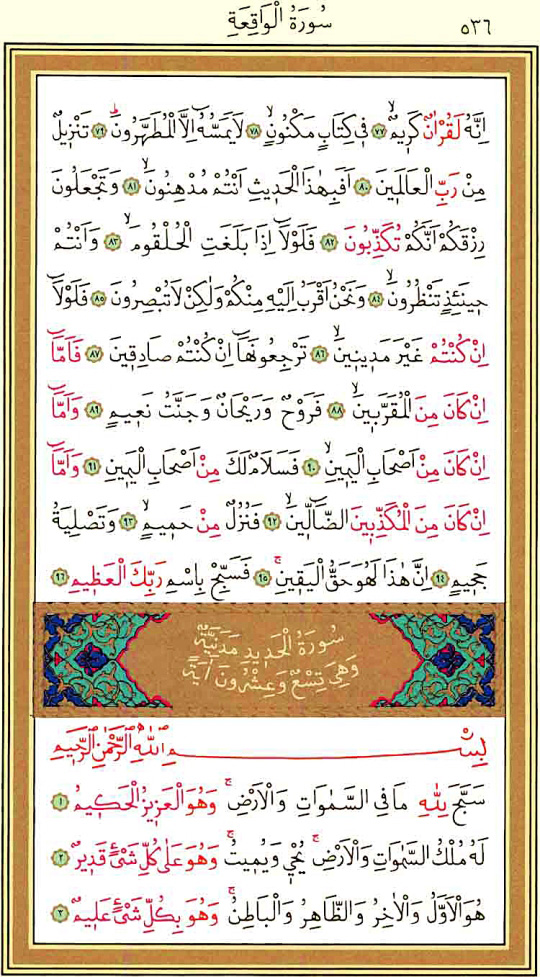 سُورَةُ الْوَاقِعَةِ
٥٣٦
اِنَّهُ لَقُرْاٰنٌ كَرِيمٌۙ ﴿٧٧﴾ فِى كِتَابٍ مَكْنُونٍۙ ﴿٧٨﴾ لَايَمَسُّهُٓ اِلَّا الْمُطَهَّرُونَۜ ﴿٧٩﴾ تَنْزِيلٌ
مِنْ رَبِّ الْعَالَمِينَ ﴿٨٠﴾ اَفَبِهٰذَا الْحَدِيثِ اَنْتُمْ مُدْهِنُونَۙ ﴿٨١﴾ وَتَجْعَلُونَ
رِزْقَكُمْ اَنَّكُمْ تُكَذِّبُونَ ﴿٨٢﴾ فَلَوْلَٓا اِذَا بَلَغَتِ الْحُلْقُومَۙ ﴿٨٣﴾ وَاَنْتُمْ
حِينَئِذٍ تَنْظُرُونَۙ ﴿٨٤﴾ وَنَحْنُ اَقْرَبُ اِلَيْهِ مِنْكُمْ وَلٰكِنْ لَا تُبْصِرُونَ ﴿٨٥﴾ فَلَوْلَٓا
اِنْ كُنْتُمْ غَيْرَ مَدِينِينَۙ ﴿٨٦﴾ تَرْجِعُونَهَٓا اِنْ كُنْتُمْ صَادِقِينَ ﴿٨٧﴾ فَاَمَّٓا
اِنْ كَانَ مِنَ الْمُقَرَّبِينَۙ ﴿٨٨﴾ فَرَوْحٌ وَرَيْحَانٌ وَجَنَّتُ نَعِيمٍ ﴿٨٩﴾ وَاَمَّٓا
اِنْ كَانَ مِنْ اَصْحَابِ الْيَمِينِۙ ﴿٩٠﴾ فَسَلَامٌ لَكَ مِنْ اَصْحَابِ الْيَمِينِ ﴿٩١﴾ وَاَمَّٓا
اِنْ كَانَ مِنَ الْمُكَذِّبِينَ الضَّٓالِّينَۙ ﴿٩٢﴾ فَنُزُلٌ مِنْ حَمِيمٍۙ ﴿٩٣﴾ وَتَصْلِيَةُ
جَحِيمٍ ﴿٩٤﴾ اِنَّ هٰذَا لَهُوَ حَقُّ الْيَقِينِۚ ﴿٩٥﴾ فَسَبِّحْ بِاسْمِ رَبِّكَ الْعَظِيمِ ﴿٩٦﴾
سُورَةُ الْحَدِيدِ مَدَنِيَّةٌ
وَهِيَ تِسْعٌ وَعِشْرُونَ اٰيَةً
بِسْمِ اللّٰهِ الرَّحْمٰنِ الرَّحِيمِ
سَبَّحَ لِلّٰهِ مَا فِى السَّمٰوَاتِ وَالْاَرْضِۚ وَهُوَ الْعَزِيزُ الْحَكِيمُ ﴿١﴾
لَهُ مُلْكُ السَّمٰوَاتِ وَالْاَرْضِۚ يُحْيِ وَيُمِيتُۚ وَهُوَ عَلٰى كُلِّ شَيْءٍ قَدِيرٌ ﴿٢﴾
هُوَ الْاَوَّلُ وَالْاٰخِرُ وَالظَّاهِرُ وَالْبَاطِنُۚ وَهُوَ بِكُلِّ شَيْءٍ عَلِيمٌ ﴿٣﴾